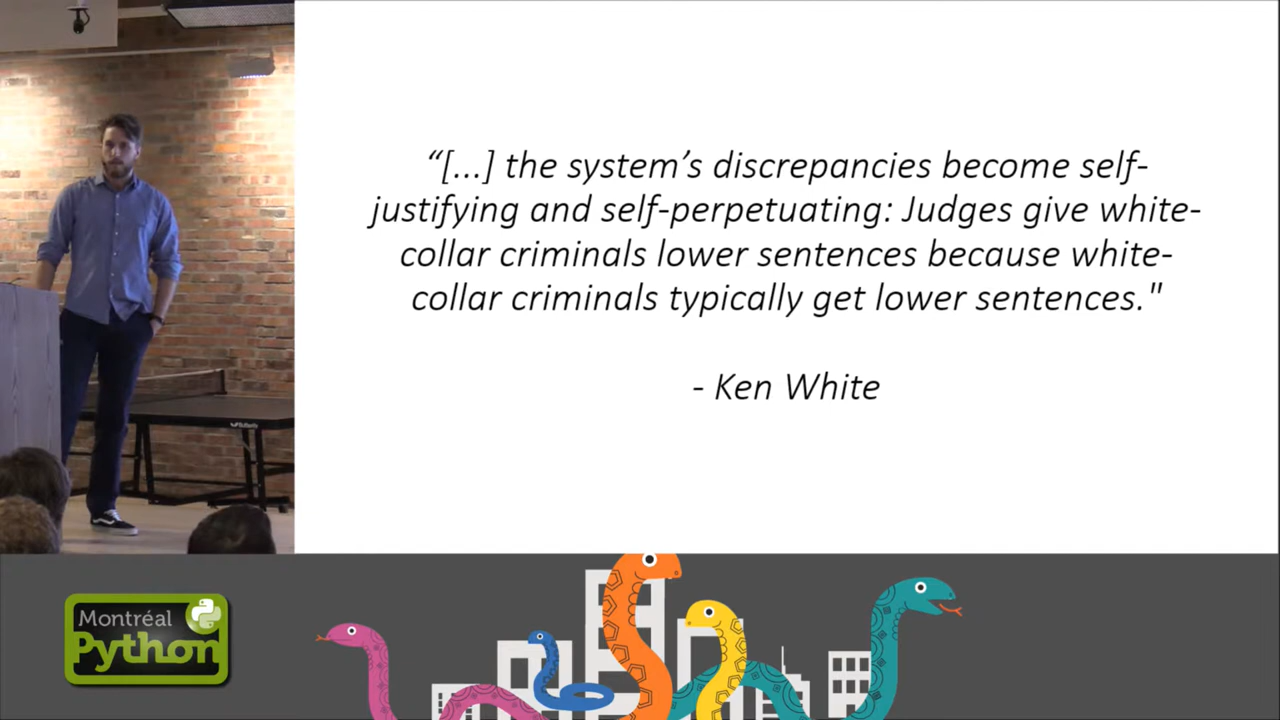 “[...] the system’s discrepancies become self-
justifying and self-perpetuating: Judges give white-
collar criminals lower sentences because white-
collar criminals typically get lower sentences."
- Ken White
Butterfly
Montréal
Python